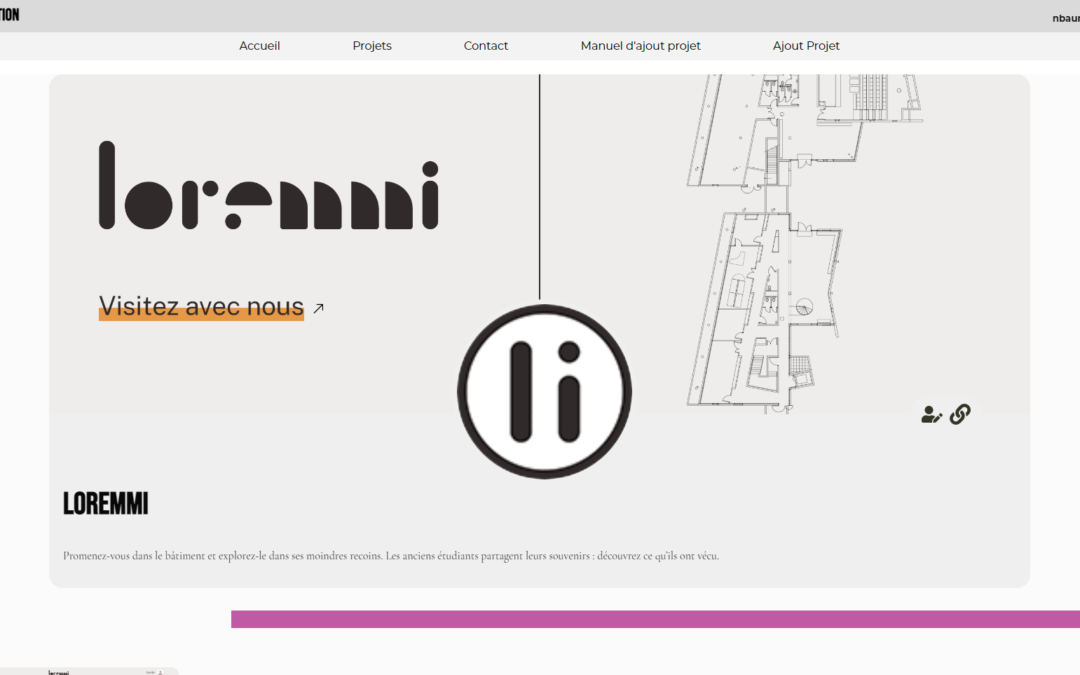 TION
nbaur
Accueil Projets Contact Manuel d'ajout projet Ajout Projet
loremmi
Visitez avec nous ↗
li
LOREMMI
Promenez-vous dans le bâtiment et explorez-le dans ses moindres recoins. Les anciens étudiants partagent leurs souvenirs : découvrez ce qu'ils ont vécu.
loremmi